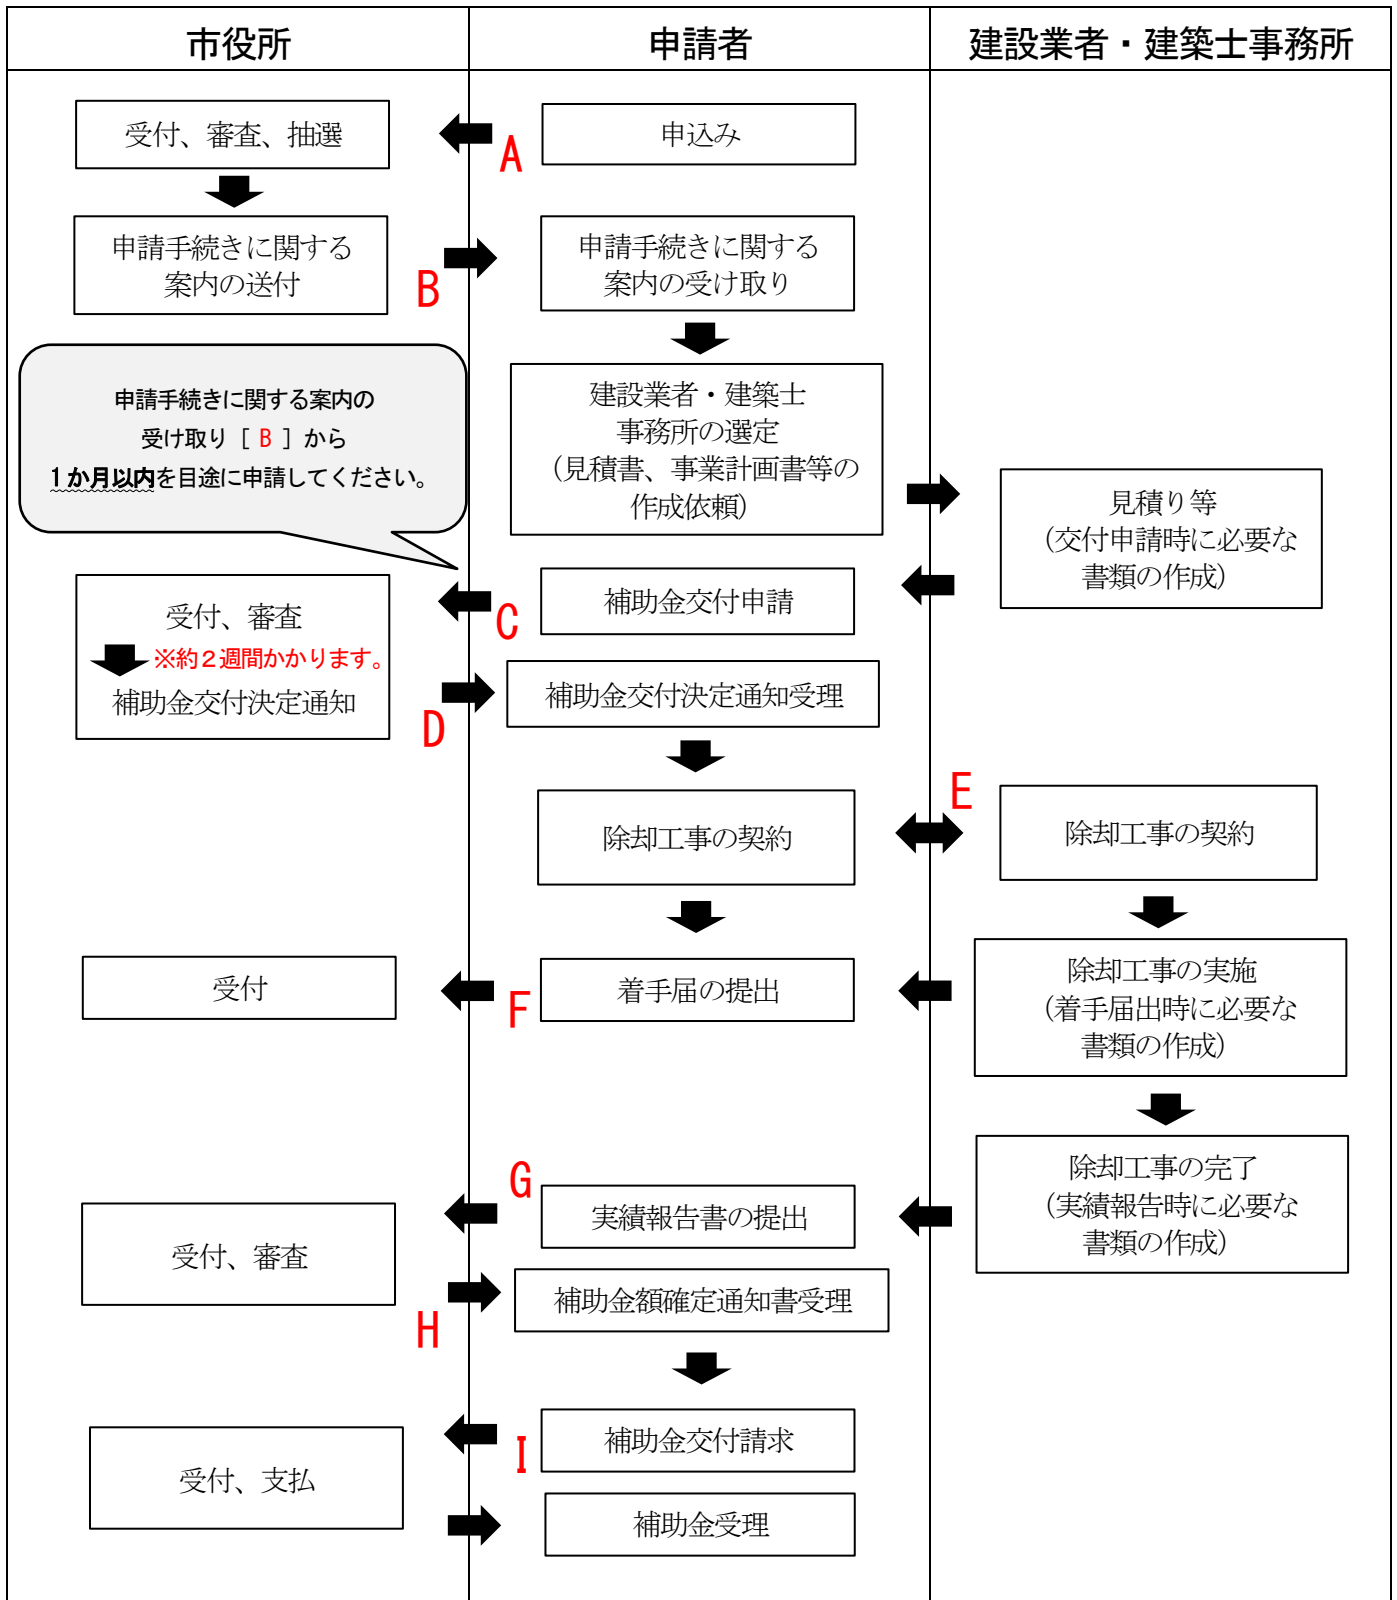 市役所
申請者
建設業者・建築士事務所
受付、審査、抽選
A
申込み
申請手続きに関する
案内の送付
B
申請手続きに関する
案内の受け取り
申請手続きに関する案内の
受け取り［ B ］から
１か月以内を目途に申請してください。
建設業者・建築士
事務所の選定
（見積書、事業計画書等の
作成依頼）
見積り等
（交付申請時に必要な
書類の作成）
補助金交付申請
C
受付、審査
※約２週間かかります。
補助金交付決定通知
D
補助金交付決定通知受理
除却工事の契約
E
除却工事の契約
除却工事の実施
（着手届出時に必要な
書類の作成）
着手届の提出
F
受付
除却工事の完了
（実績報告時に必要な
書類の作成）
G
実績報告書の提出
受付、審査
H
補助金額確定通知書受理
補助金交付請求
I
受付、支払
補助金受理